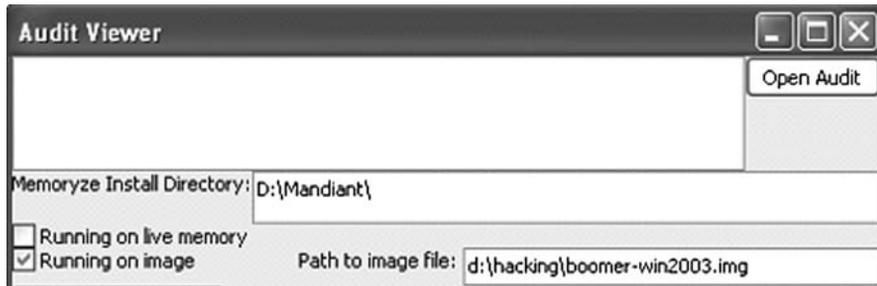 Audit Viewer
Open Audit
Memoryze Install Directory: D:\Mandiant\
Running on live memory
Running on image Path to image file: d:\hacking\boomer-win2003.img